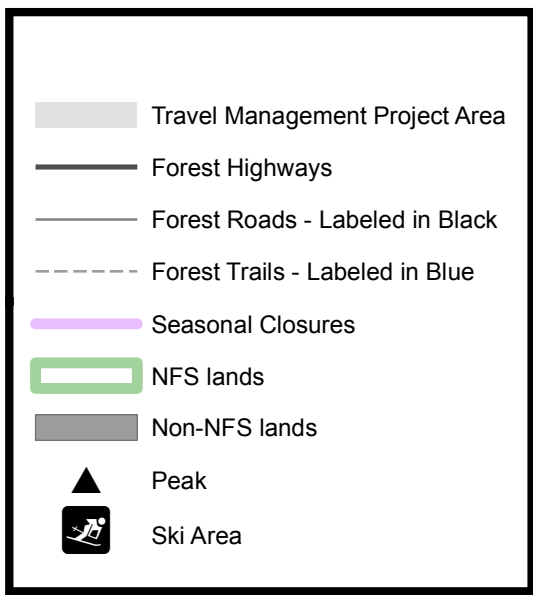 Travel Management Project Area
Forest Highways
Forest Roads - Labeled in Black
Forest Trails - Labeled in Blue
Seasonal Closures
NFS lands
Non-NFS lands
Peak
Ski Area